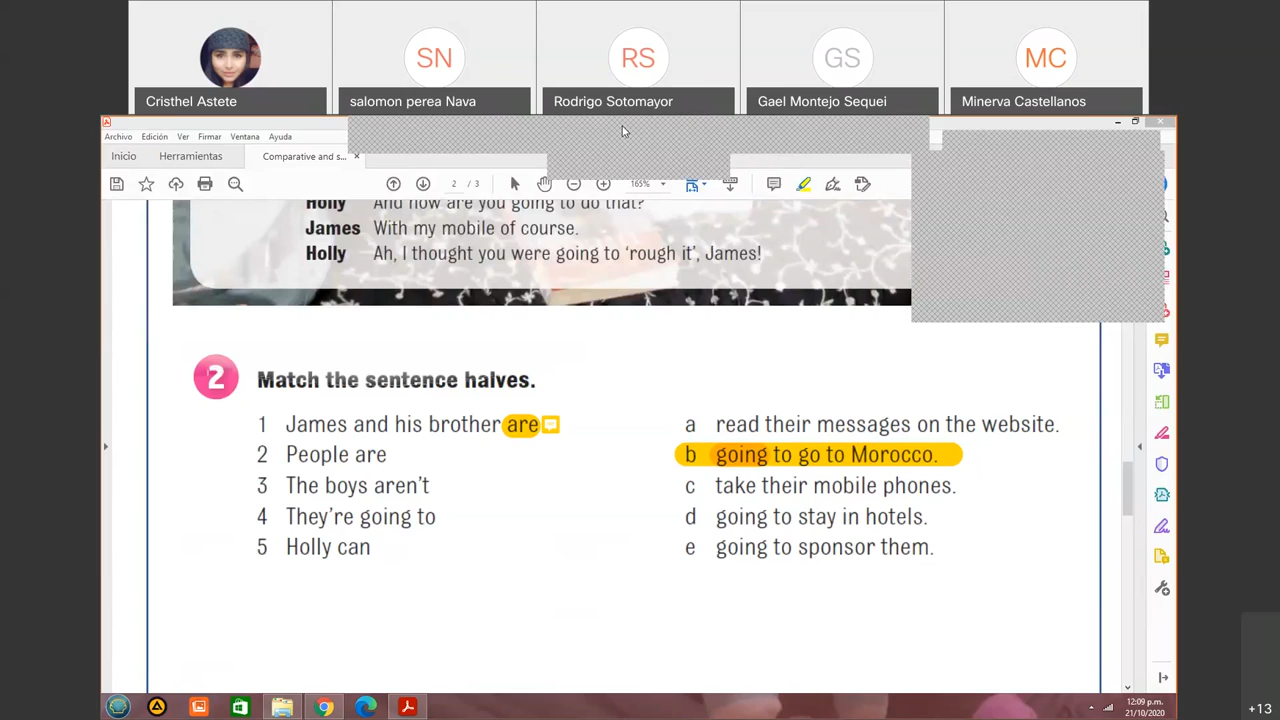 SN
RS
GS
MC
Cristhel Astete
salomon perea Nava
Rodrigo Sotomayor
Gael Montejo Sequei
Minerva Castellanos
Archivo Edición Ver Firmar Ventana Ayuda
Inicio Herramientas Comparative and s... ×
2 / 3 165%
Holly And how are you going to do that?
James With my mobile of course.
Holly Ah, I thought you were going to ‘rough it’, James!
2 Match the sentence halves.
1 James and his brother are a read their messages on the website.
2 People are b going to go to Morocco.
3 The boys aren’t c take their mobile phones.
4 They’re going to d going to stay in hotels.
5 Holly can e going to sponsor them.
12:09 p.m.
21/10/2020
+13